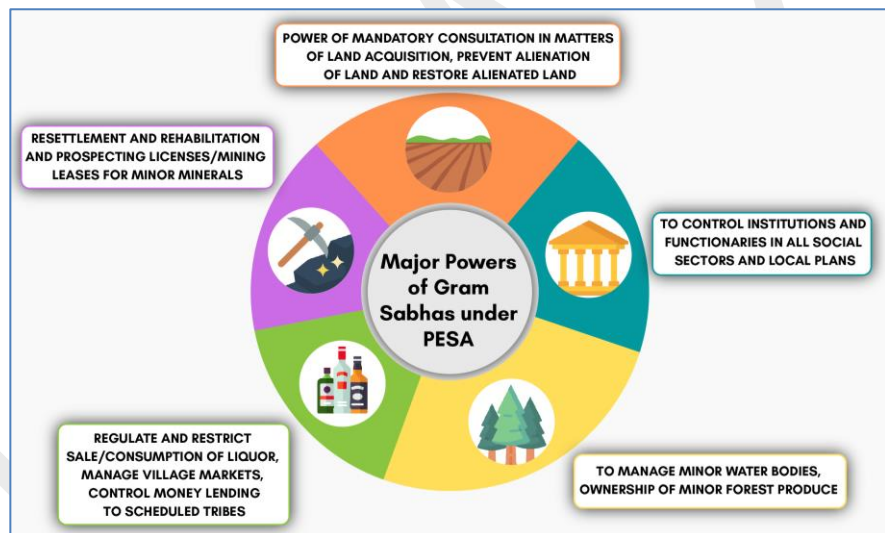 POWER OF MANDATORY CONSULTATION IN MATTERS
OF LAND ACQUISITION, PREVENT ALIENATION
OF LAND AND RESTORE ALIENATED LAND
RESETTLEMENT AND REHABILITATION
AND PROSPECTING LICENSES/MINING
LEASES FOR MINOR MINERALS
TO CONTROL INSTITUTIONS AND
FUNCTIONARIES IN ALL SOCIAL
SECTORS AND LOCAL PLANS
Major Powers
of Gram
Sabhas under
PESA
REGULATE AND RESTRICT
SALE/CONSUMPTION OF LIQUOR,
MANAGE VILLAGE MARKETS,
CONTROL MONEY LENDING
TO SCHEDULED TRIBES
TO MANAGE MINOR WATER BODIES,
OWNERSHIP OF MINOR FOREST PRODUCE